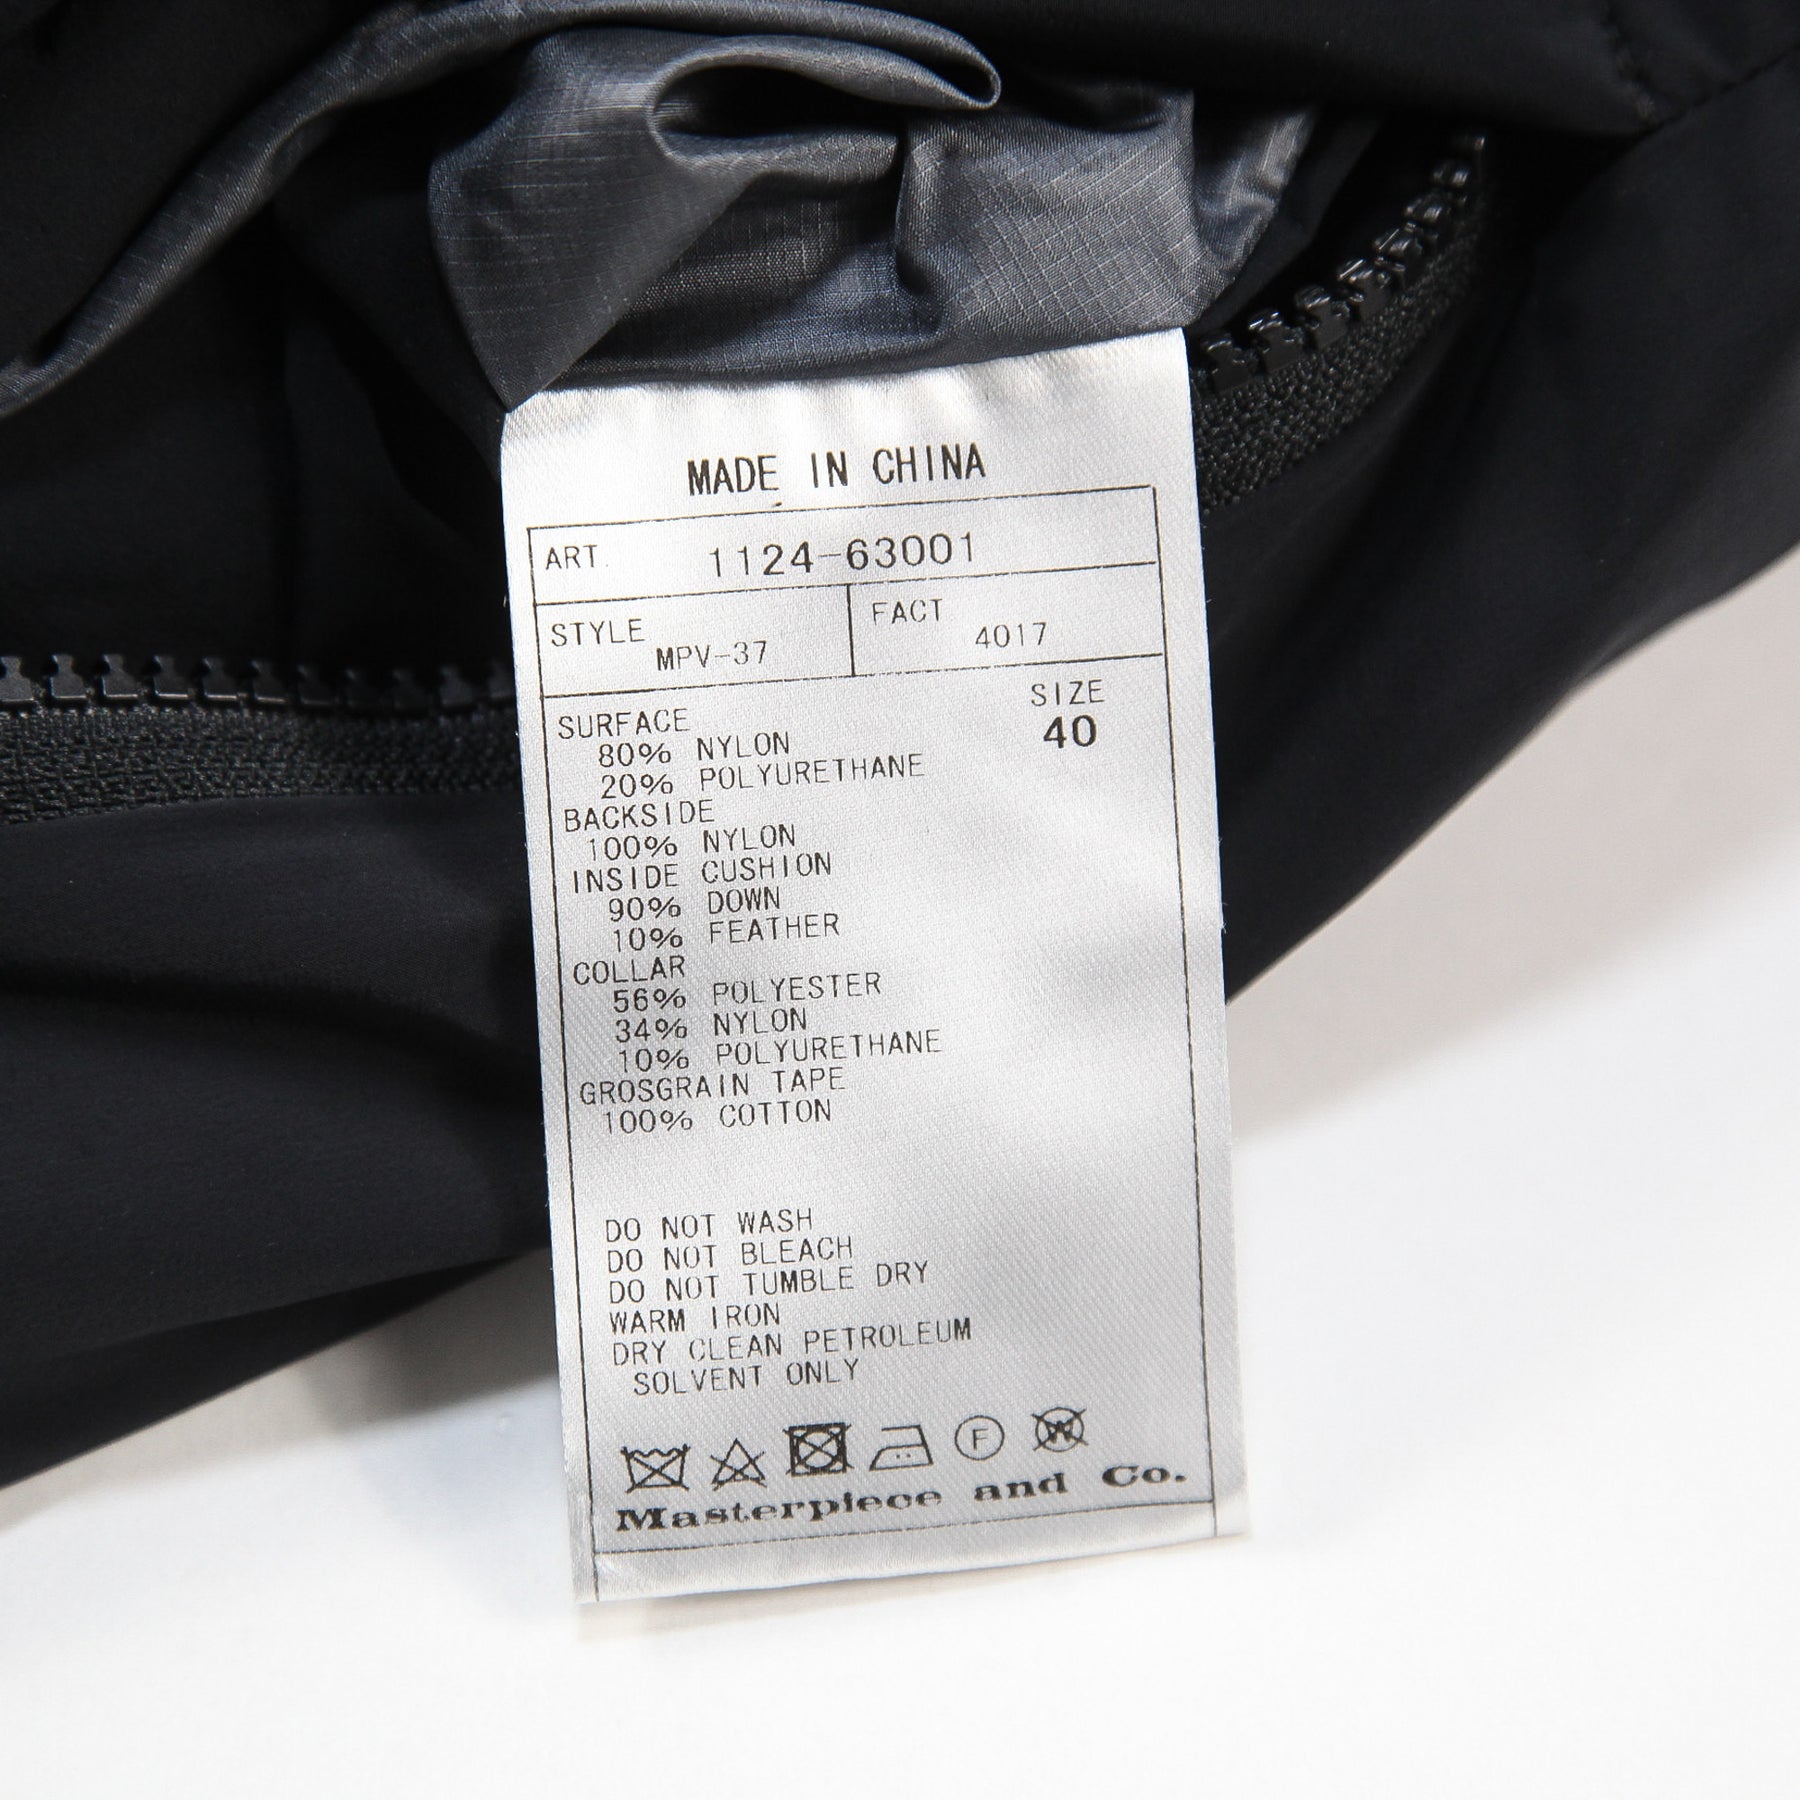 MADE IN CHINA
ART. 1124-63001
STYLE MPV-37
FACT 4017
SIZE
40
SURFACE
80% NYLON
20% POLYURETHANE
BACKSIDE
100% NYLON
INSIDE CUSHION
90% DOWN
10% FEATHER
COLLAR
56% POLYESTER
34% NYLON
10% POLYURETHANE
GROSGRAIN TAPE
100% COTTON
DO NOT WASH
DO NOT BLEACH
DO NOT TUMBLE DRY
WARM IRON
DRY CLEAN PETROLEUM
SOLVENT ONLY
F W
Masterpiece and Co.